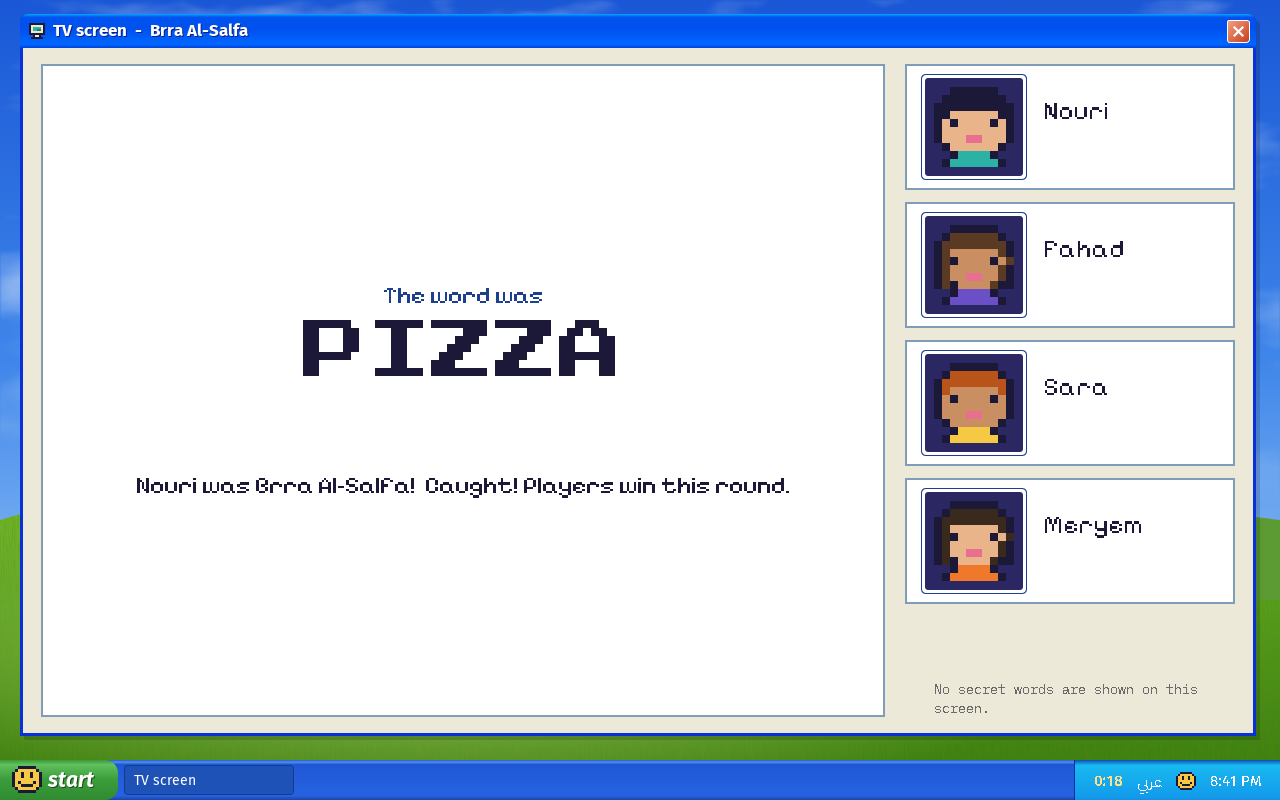 TV screen - Brra Al-Salfa
The word was
PIZZA
Nouri was Brra Al-Salfa! Caught! Players win this round.
Nouri
Fahad
Sara
Meryem
No secret words are shown on this
screen.
start
TV screen
0:18
عربي
8:41 PM